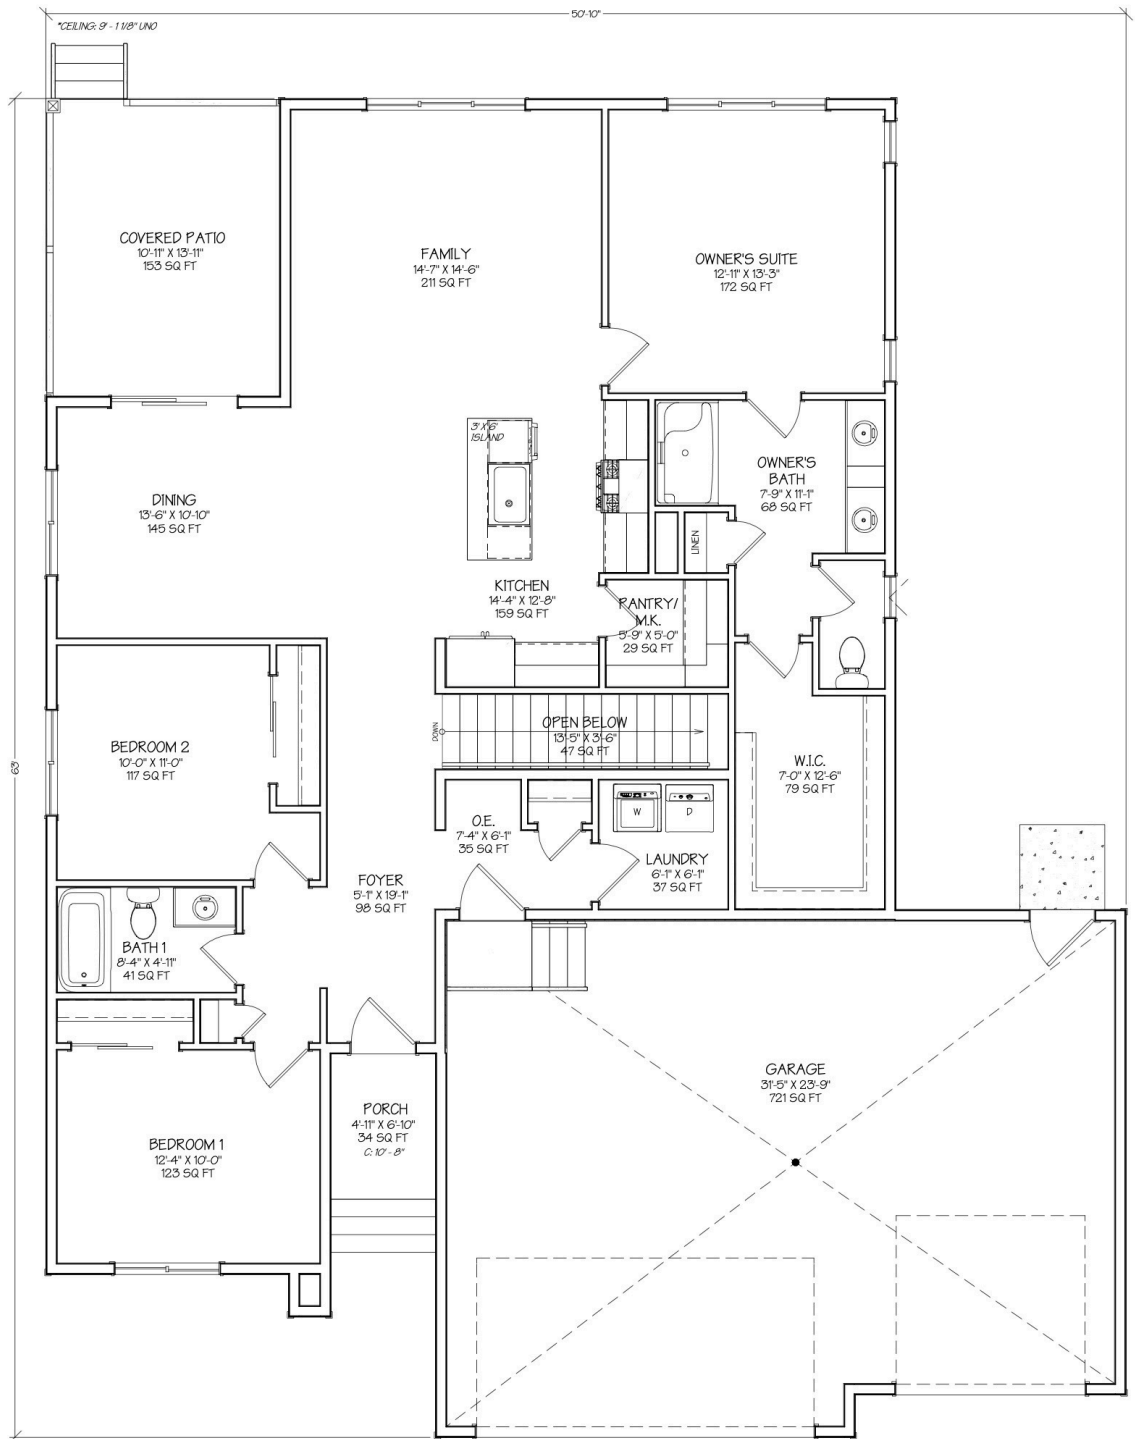 50'-10"
*CEILING: 9' - 1 1/8" UNO
COVERED PATIO
10'-11" X 13'-11"
153 SQ FT
FAMILY
14'-7" X 14'-6"
211 SQ FT
OWNER'S SUITE
12'-11" X 13'-3"
172 SQ FT
3' X 6'
ISLAND
OWNER'S
BATH
7'-9" X 11'-1"
68 SQ FT
DINING
13'-6" X 10'-10"
145 SQ FT
LINEN
KITCHEN
14'-4" X 12'-8"
159 SQ FT
PANTRY/
M.K.
5'-9" X 5'-0"
29 SQ FT
63'
DOWN
OPEN BELOW
13'-5" X 3'-6"
47 SQ FT
BEDROOM 2
10'-0" X 11'-0"
117 SQ FT
W.I.C.
7'-0" X 12'-6"
79 SQ FT
W
D
O.E.
7'-4" X 6'-1"
35 SQ FT
LAUNDRY
6'-1" X 6'-1"
37 SQ FT
FOYER
5'-1" X 19'-1"
98 SQ FT
BATH 1
8'-4" X 4'-11"
41 SQ FT
GARAGE
31'-5" X 23'-9"
721 SQ FT
PORCH
4'-11" X 6'-10"
34 SQ FT
C: 10' - 8"
BEDROOM 1
12'-4" X 10'-0"
123 SQ FT